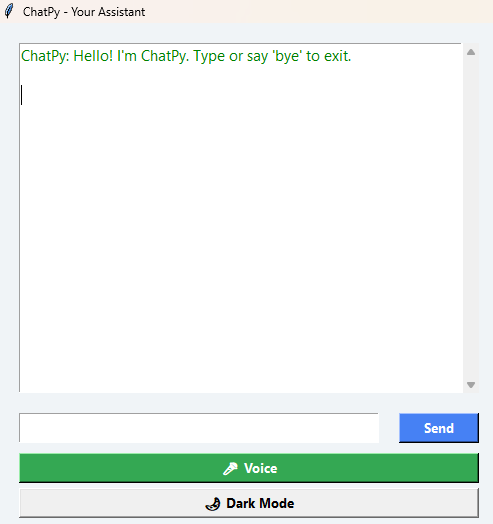 ChatPy - Your Assistant
ChatPy: Hello! I'm ChatPy. Type or say 'bye' to exit.
Send
🎤 Voice
🌙 Dark Mode